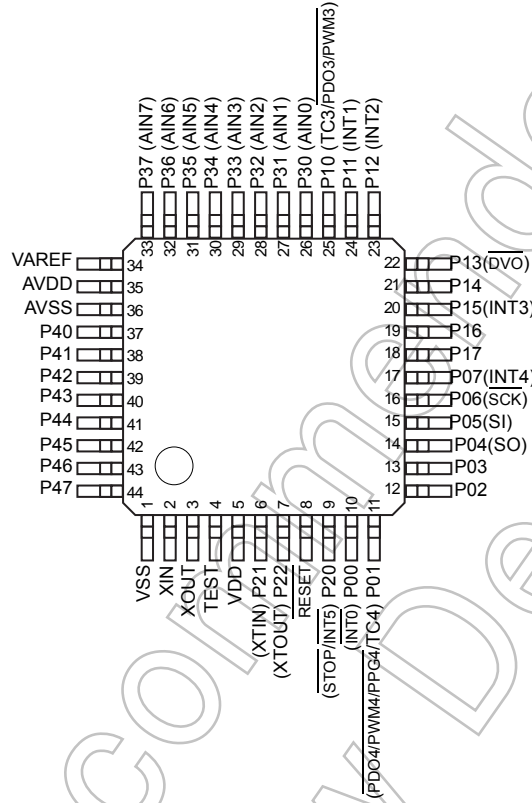 P37 (AIN7)
P36 (AIN6)
P35 (AIN5)
P34 (AIN4)
P33 (AIN3)
P32 (AIN2)
P31 (AIN1)
P30 (AIN0)
P10 (TC3/PDO3/PWM3)
P11 (INT1)
P12 (INT2)
33
32
31
30
29
28
27
26
25
24
23
VAREF 34
AVDD 35
AVSS 36
P40 37
P41 38
P42 39
P43 40
P44 41
P45 42
P46 43
P47 44
22 P13(DVO)
21 P14
20 P15(INT3)
19 P16
18 P17
17 P07(INT4)
16 P06(SCK)
15 P05(SI)
14 P04(SO)
13 P03
12 P02
1
2
3
4
5
6
7
8
9
10
11
VSS
XIN
XOUT
TEST
VDD
(XTIN) P21
(XTOUT) P22
RESET
(STOP/INT5) P20
(INT0) P00
(PDO4/PWM4/PPG4/TC4) P01